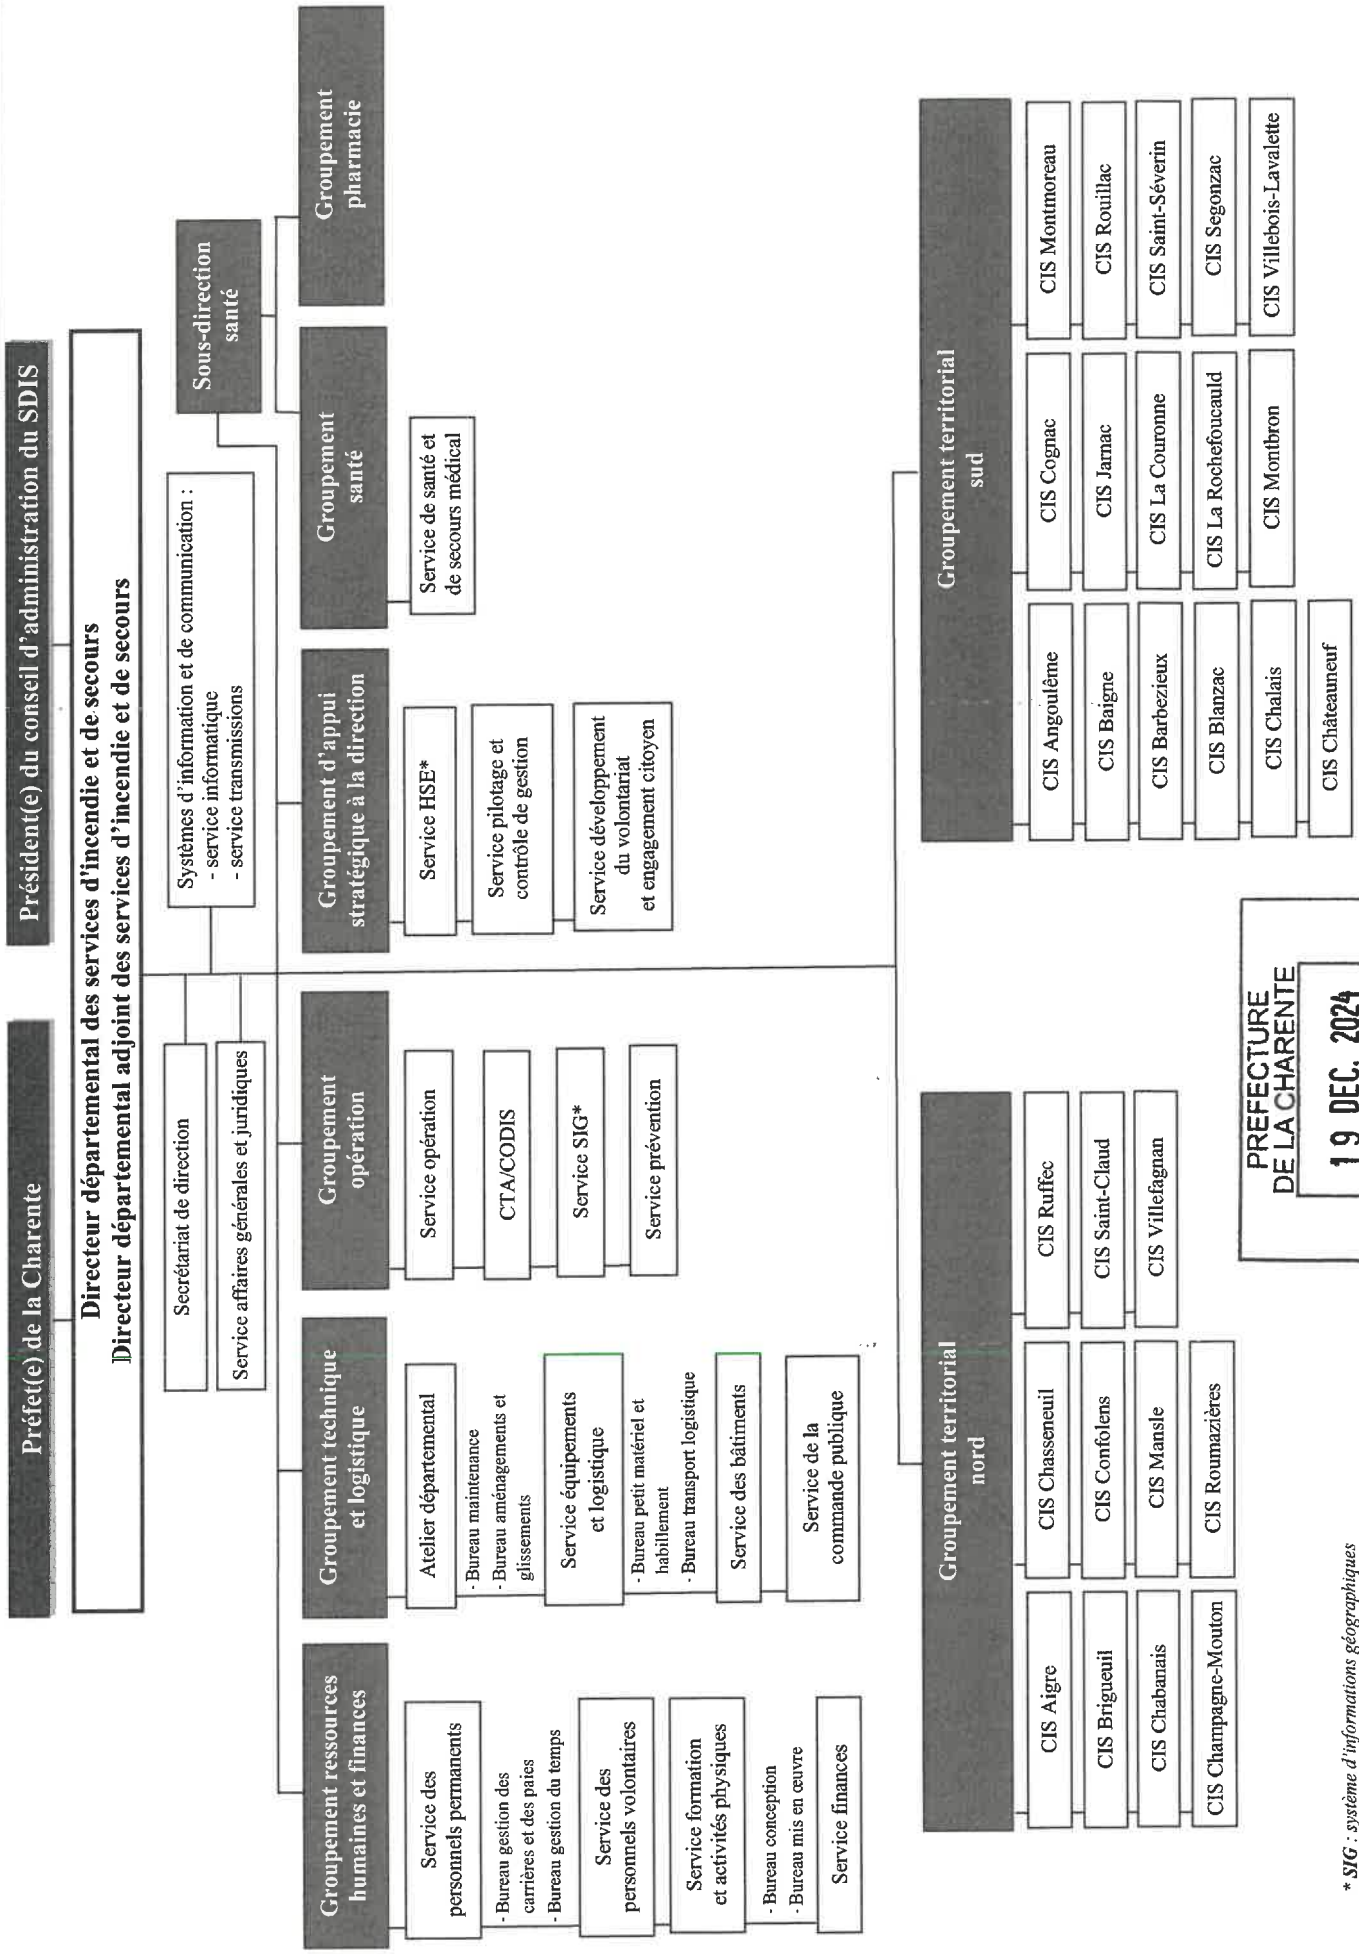 Préfet(e) de la Charente
Président(e) du conseil d'administration du SDIS
Directeur départemental des services d'incendie et de secours
Directeur départemental adjoint des services d'incendie et de secours
Secrétariat de direction
Service affaires générales et juridiques
Systèmes d'information et de communication :
- service informatique
- service transmissions
Sous-direction
santé
Groupement ressources
humaines et finances
Service des
personnels permanents
- Bureau gestion des
carrières et des paies
- Bureau gestion du temps
Service des
personnels volontaires
Service formation
et activités physiques
- Bureau conception
- Bureau mis en œuvre
Service finances
Groupement technique
et logistique
Atelier départemental
- Bureau maintenance
- Bureau aménagements et
glissements
Service équipements
et logistique
- Bureau petit matériel et
habillement
- Bureau transport logistique
Service des bâtiments
Service de la
commande publique
Groupement
opération
Service opération
CTA/CODIS
Service SIG*
Service prévention
Groupement d'appui
stratégique à la direction
Service HSE*
Service pilotage et
contrôle de gestion
Service développement
du volontariat
et engagement citoyen
Groupement
santé
Service de santé et
de secours médical
Groupement
pharmacie
Groupement territorial
nord
CIS Aigre
CIS Brigueuil
CIS Chabanais
CIS Champagne-Mouton
CIS Chasseneuil
CIS Confolens
CIS Mansle
CIS Roumazières
CIS Ruffec
CIS Saint-Claud
CIS Villefagnan
Groupement territorial
sud
CIS Angoulême
CIS Baigne
CIS Barbezieux
CIS Blanzac
CIS Chalais
CIS Châteauneuf
CIS Cognac
CIS Jarnac
CIS La Couronne
CIS La Rochefoucauld
CIS Montbron
CIS Montmoreau
CIS Rouillac
CIS Saint-Séverin
CIS Segonzac
CIS Villebois-Lavalette
PREFECTURE
DE LA CHARENTE
19 DEC. 2024
* SIG : système d'informations géographiques